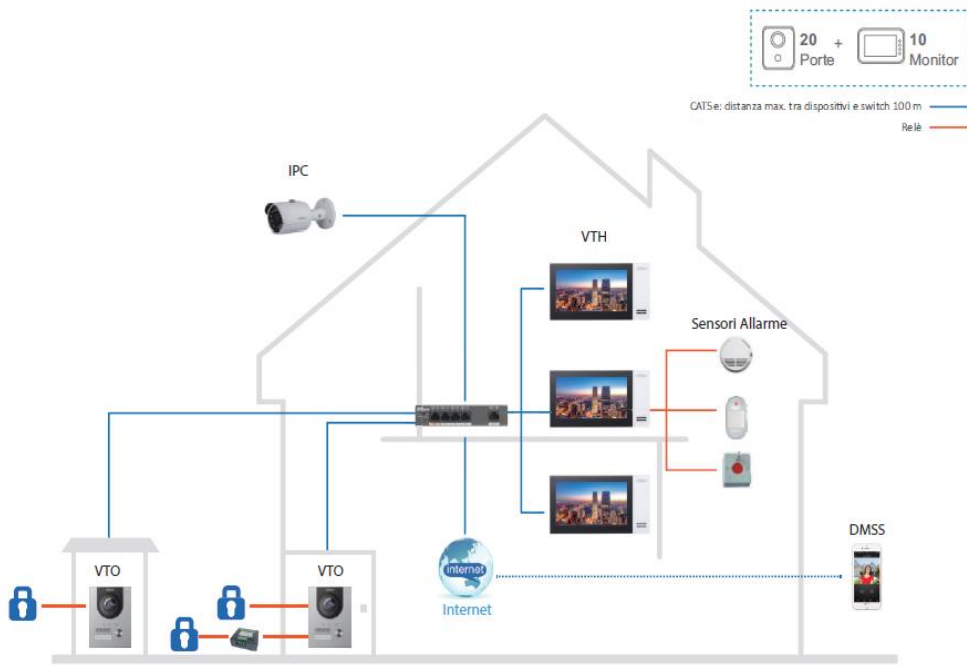 20
Porte
+
10
Monitor
CAT5e: distanza max. tra dispositivi e switch 100 m
Relè
IPC
VTH
Sensori Allarme
DMSS
VTO
VTO
internet
Internet